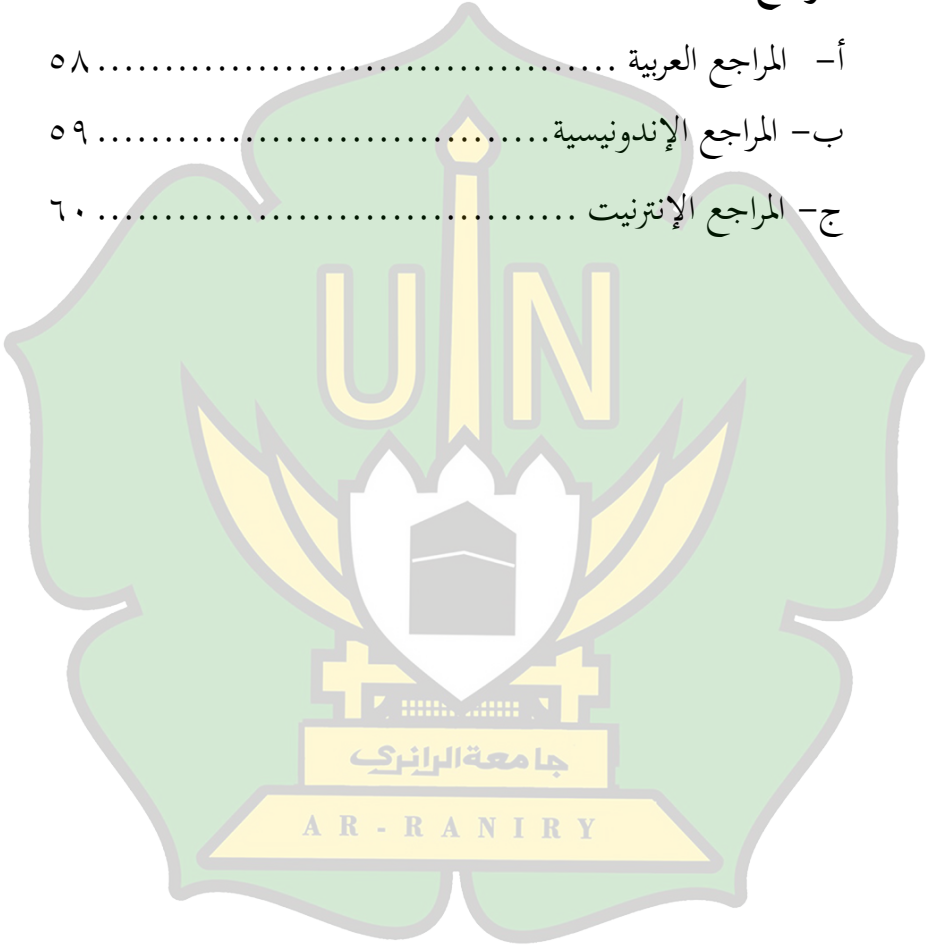 أ- المراجع العربية ....................................... ٥٨
ب- المراجع الإندونيسية.................................. ٥٩
ج- المراجع الإنترنيت .................................... ٦٠
UIN
جامعة الرانري
AR-RANIRY